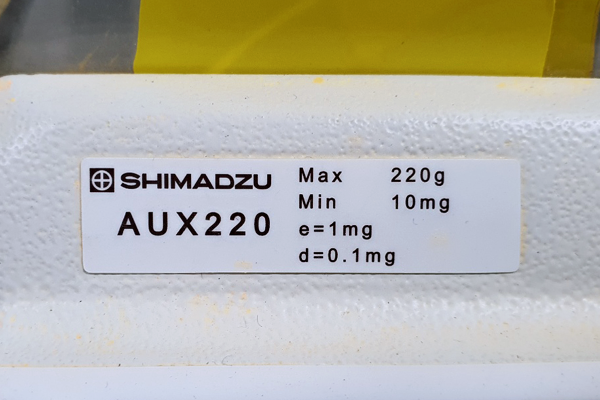 SHIMADZU
AUX220
Max 220g
Min 10mg
e=1mg
d=0.1mg